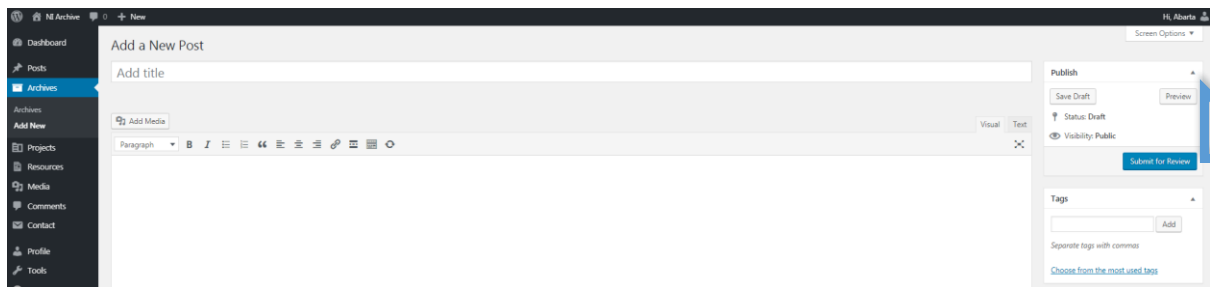 NI Archive 0 + New Hi, Abarta
Screen Options ▼
Dashboard
Posts
Archives
Archives
Add New
Projects
Resources
Media
Comments
Contact
Profile
Tools
Add a New Post
Add title
Add Media
Visual Text
Paragraph B I
Publish
Save Draft Preview
Status: Draft
Visibility: Public
Submit for Review
Tags
Add
Separate tags with commas
Choose from the most used tags